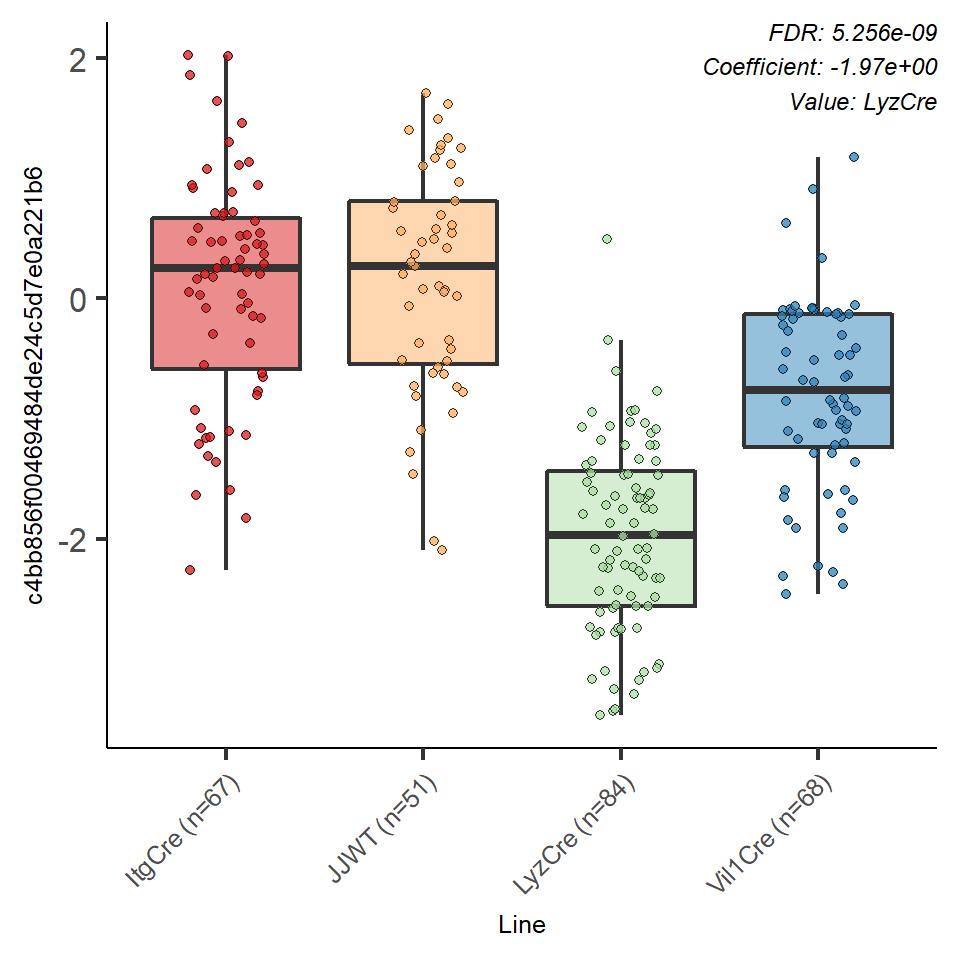 FDR: 5.256e-09
Coefficient: -1.97e+00
Value: LyzCre
c4bb856f00469484de24c5d7e0a221b6
2
0
-2
ItgCre (n=67)
JJWT (n=51)
LyzCre (n=84)
Vil1Cre (n=68)
Line